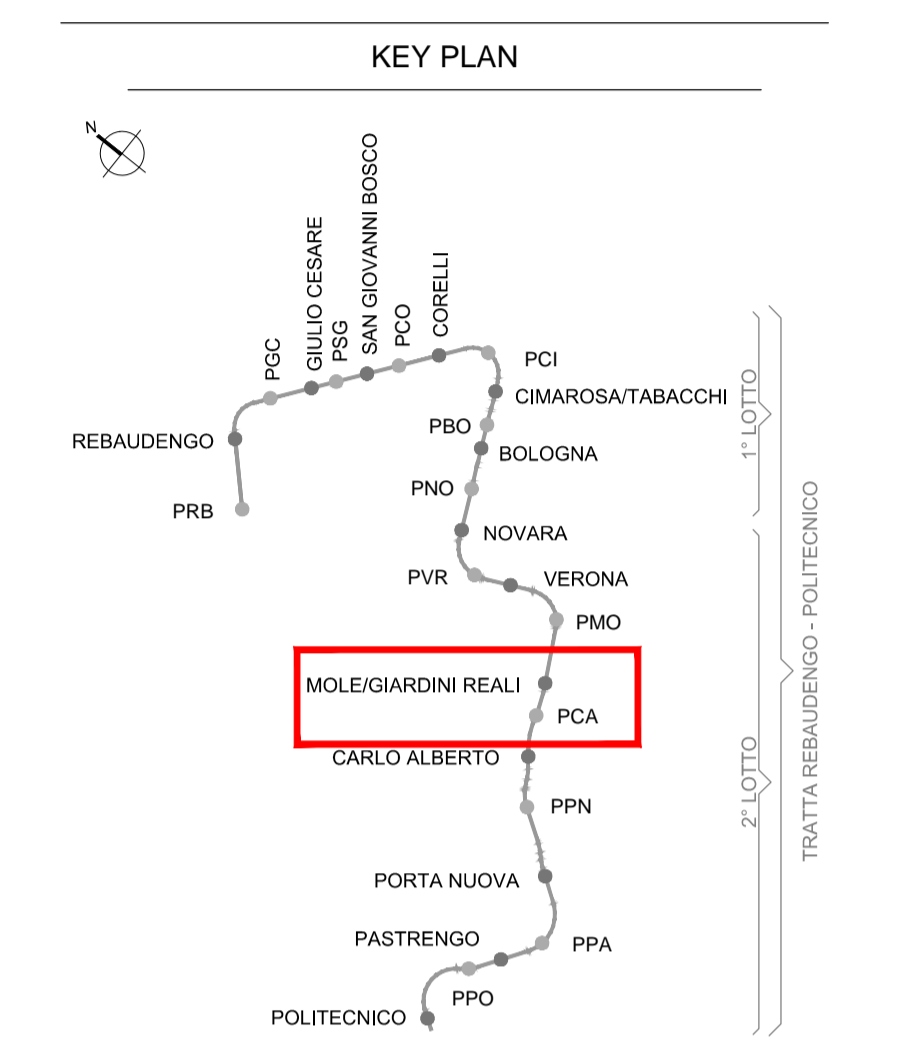 KEY PLAN
N
PGC
GIULIO CESARE
PSG
SAN GIOVANNI BOSCO
PCO
CORELLI
PCI
CIMAROSA/TABACCHI
REBAUDENGO
PBO
BOLOGNA
PNO
PRB
NOVARA
PVR
VERONA
PMO
MOLE/GIARDINI REALI
PCA
CARLO ALBERTO
PPN
PORTA NUOVA
PASTRENGO
PPA
PPO
POLITECNICO
1° LOTTO
2° LOTTO
TRATTA REBAUDENGO - POLITECNICO